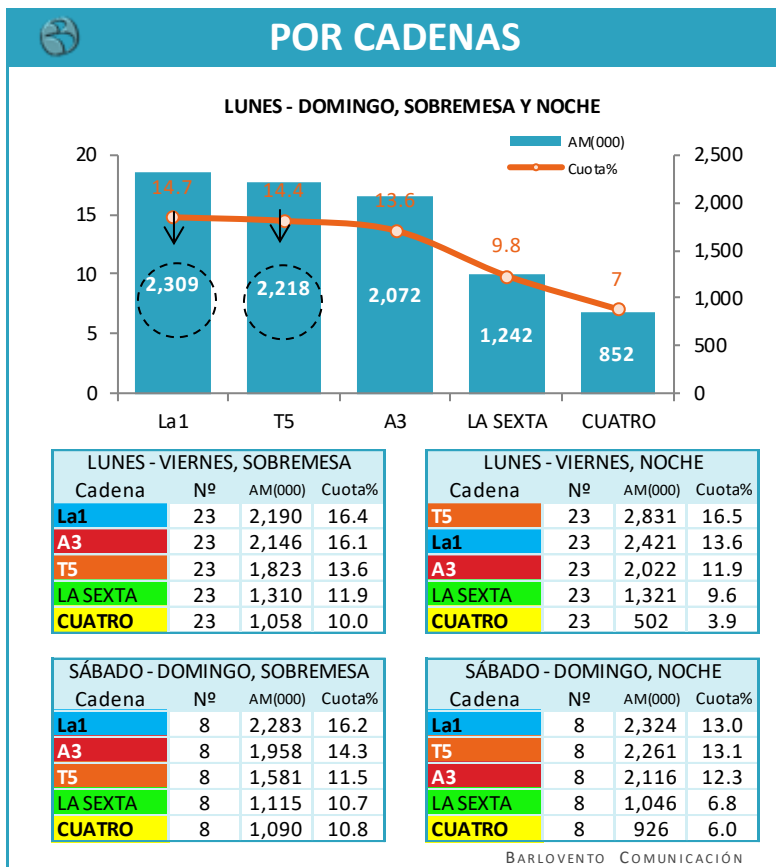 POR CADENAS
LUNES - DOMINGO, SOBREMESA Y NOCHE
AM(000)
Cuota%
20
15
10
5
0
2,500
2,000
1,500
1,000
500
0
14.7
14.4
13.6
9.8
7
2,309
2,218
2,072
1,242
852
La1 T5 A3 LA SEXTA CUATRO
LUNES - VIERNES, SOBREMESA
Cadena Nº AM(000) Cuota%
La1 23 2,190 16.4
A3 23 2,146 16.1
T5 23 1,823 13.6
LA SEXTA 23 1,310 11.9
CUATRO 23 1,058 10.0
LUNES - VIERNES, NOCHE
Cadena Nº AM(000) Cuota%
T5 23 2,831 16.5
La1 23 2,421 13.6
A3 23 2,022 11.9
LA SEXTA 23 1,321 9.6
CUATRO 23 502 3.9
SÁBADO - DOMINGO, SOBREMESA
Cadena Nº AM(000) Cuota%
La1 8 2,283 16.2
A3 8 1,958 14.3
T5 8 1,581 11.5
LA SEXTA 8 1,115 10.7
CUATRO 8 1,090 10.8
SÁBADO - DOMINGO, NOCHE
Cadena Nº AM(000) Cuota%
La1 8 2,324 13.0
T5 8 2,261 13.1
A3 8 2,116 12.3
LA SEXTA 8 1,046 6.8
CUATRO 8 926 6.0
BARLOVENTO COMUNICACIÓN